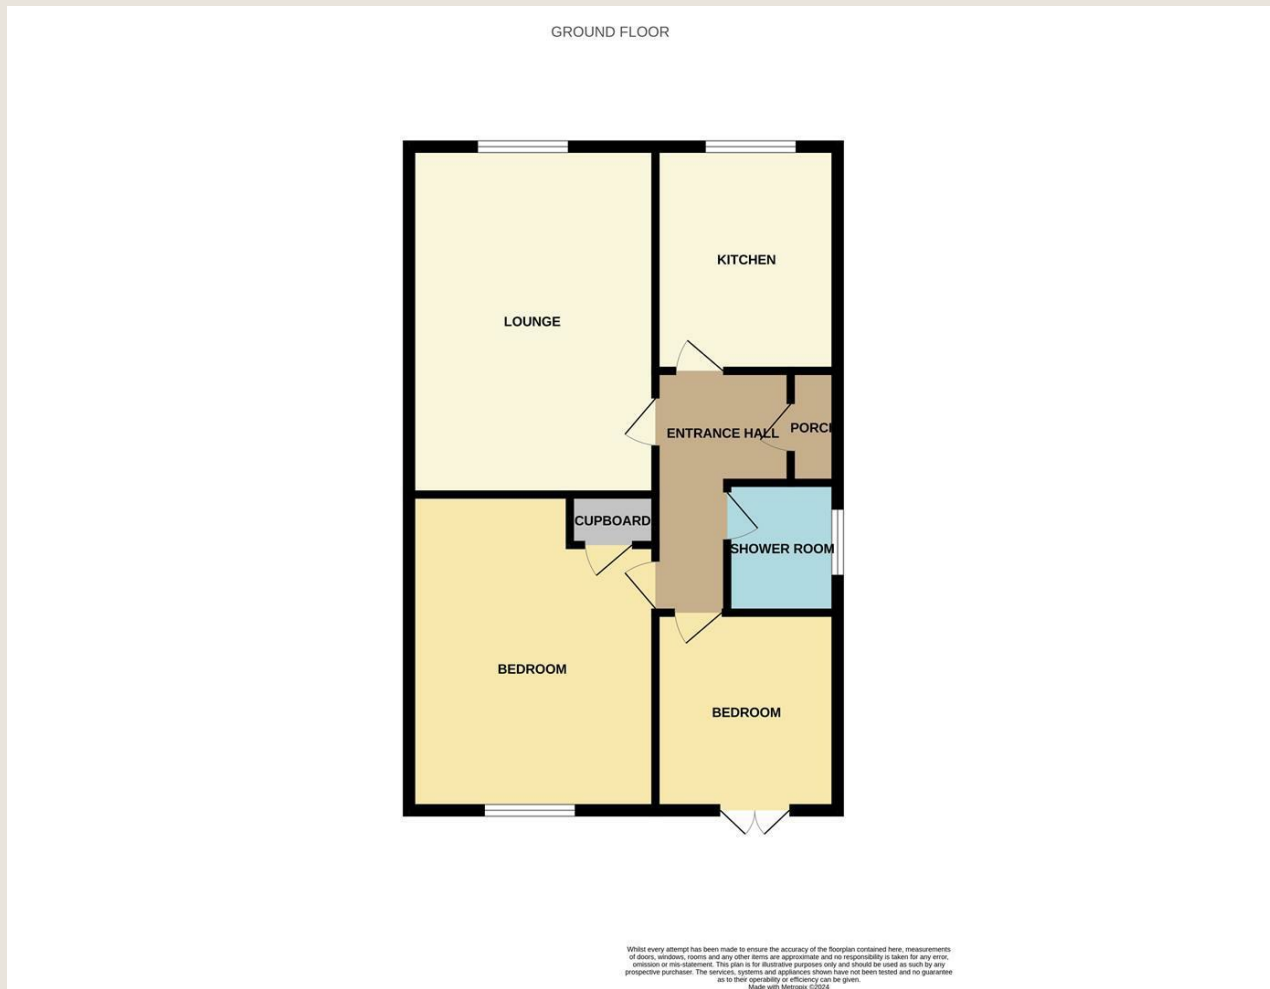 GROUND FLOOR
KITCHEN
LOUNGE
ENTRANCE HALL
PORCH
CUPBOARD
SHOWER ROOM
BEDROOM
BEDROOM
Whilst every attempt has been made to ensure the accuracy of the floorplan contained here, measurements
of doors, windows, rooms and any other items are approximate and no responsibility is taken for any error,
omission or mis-statement. This plan is for illustrative purposes only and should be used as such by any
prospective purchaser. The services, systems and appliances shown have not been tested and no guarantee
as to their operability or efficiency can be given.
Made with Metropix ©2024